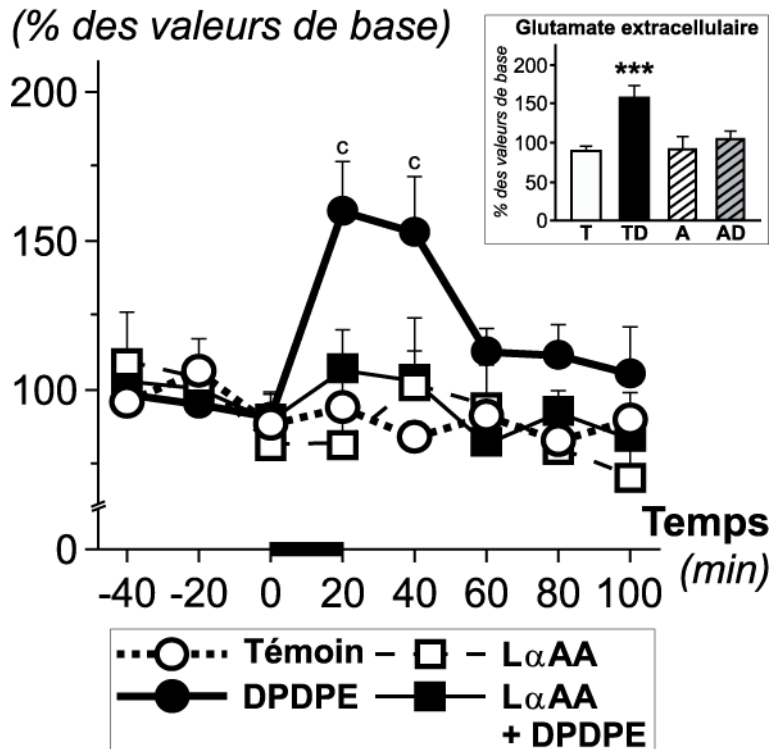 (% des valeurs de base)
200
150
100
0
-40 -20 0 20 40 60 80 100
Temps
(min)
c c
Glutamate extracellulaire
% des valeurs de base
200
150
100
50
0
***
T TD A AD
Témoin LαAA
DPDPE LαAA
+ DPDPE